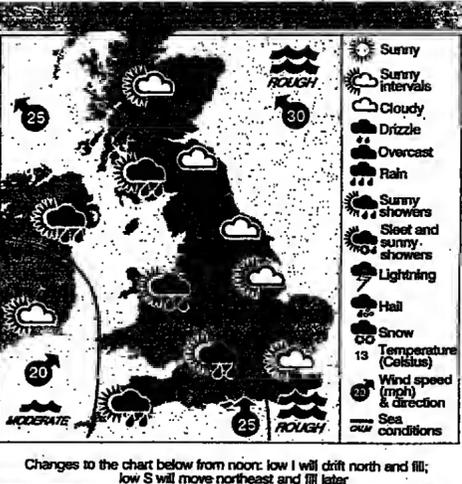 ROUGH
25
30
20
MODERATE
25
ROUGH
Sunny
Sunny
intervals
Cloudy
Drizzle
Overcast
Rain
Sunny
showers
Sleet and
sunny
showers
Lightning
Hail
Snow
13 Temperature
(Celsius)
23 Wind speed
(mph)
& direction
Sea
CALM conditions
Changes to the chart below from noon: low I will drift north and fill;
low S will move northeast and fill later